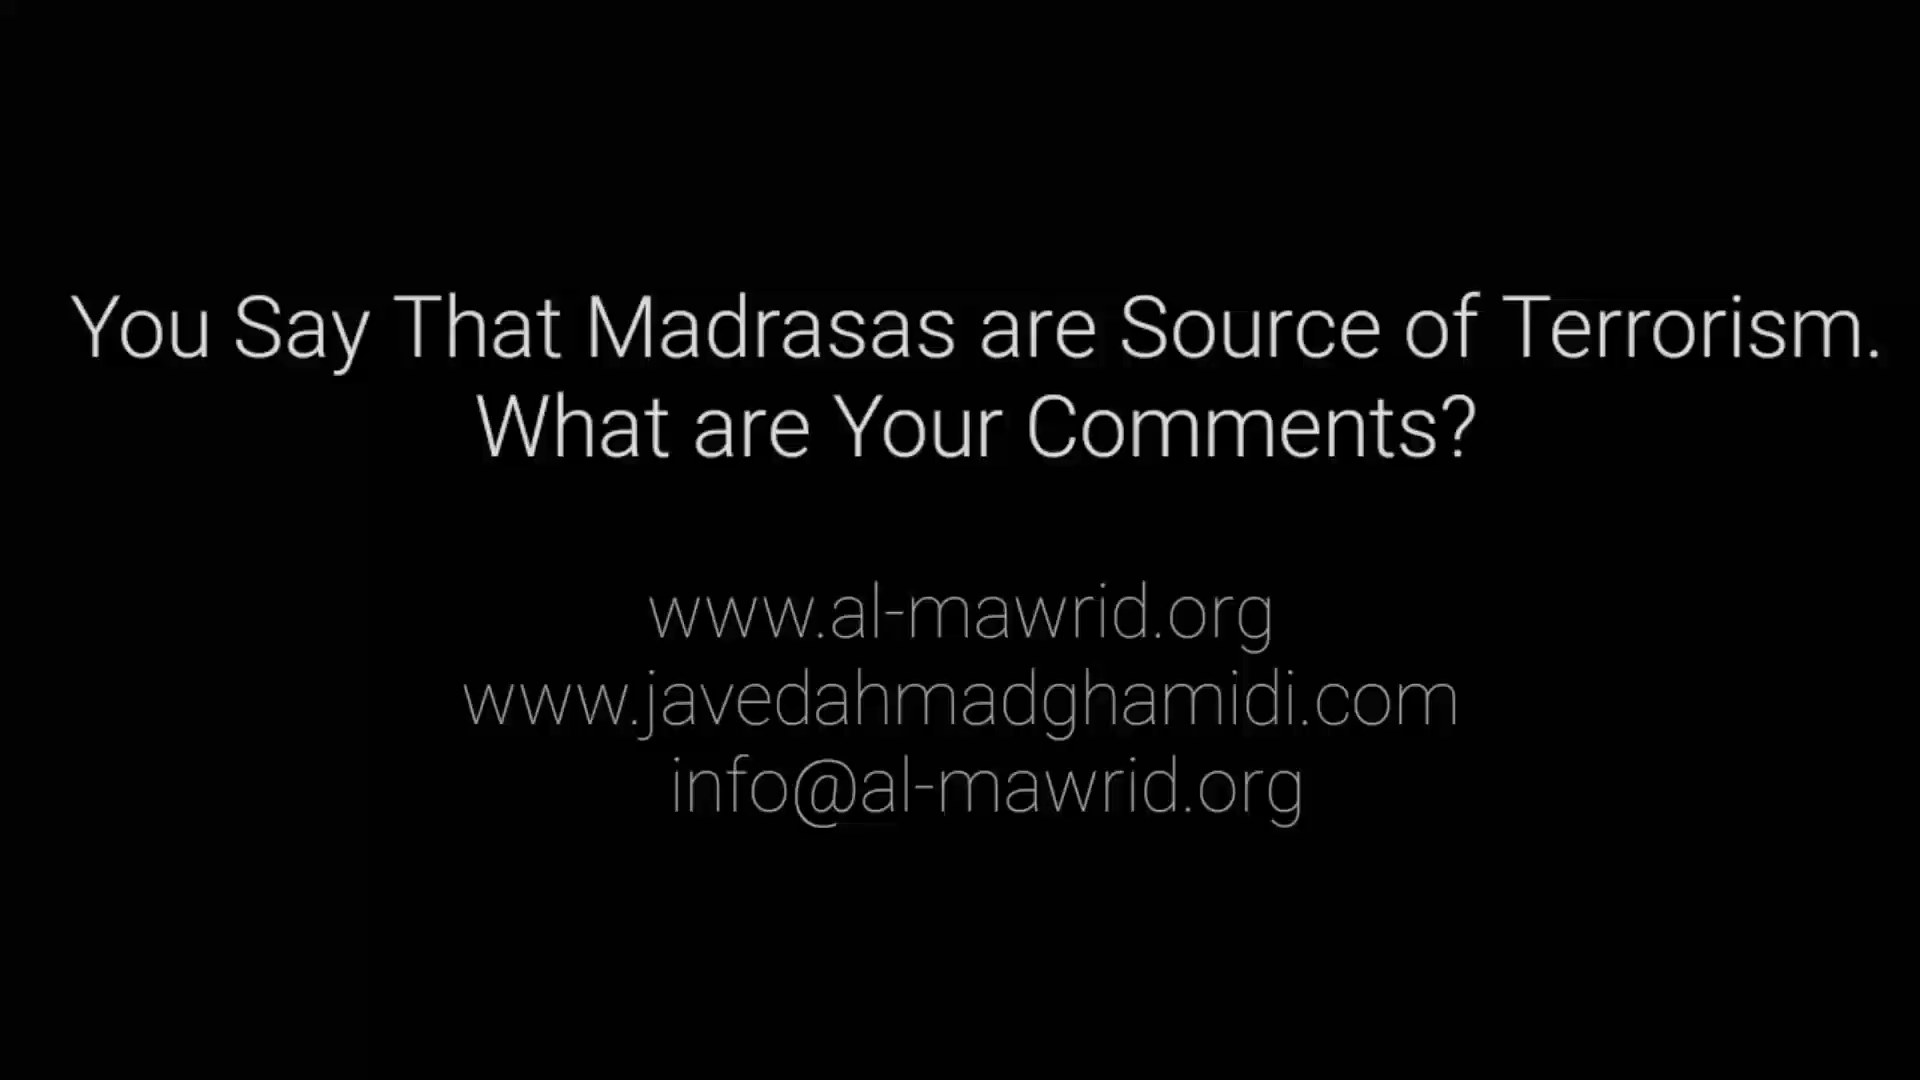 You Say That Madrasas are Source of Terrorism.
What are Your Comments?
www.al-mawrid.org
www.javedahmadghamidi.com
info@al-mawrid.org